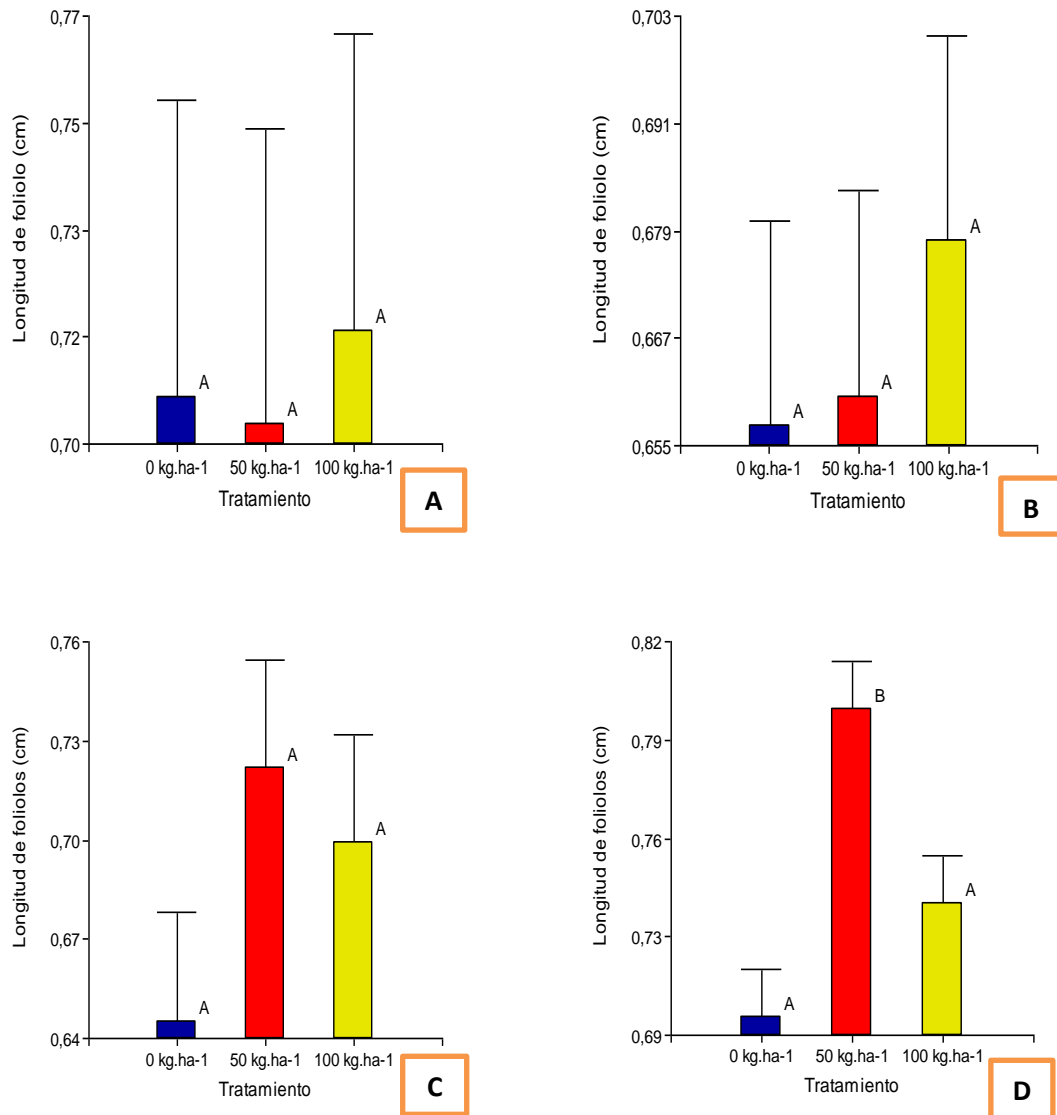 0,77
0,75
0,73
0,72
0,70
Longitud de foliolo (cm)
A
A
A
0 kg.ha-1 50 kg.ha-1 100 kg.ha-1
Tratamiento
A
0,703
0,691
0,679
0,667
0,655
Longitud de foliolo (cm)
A
A
A
0 kg.ha-1 50 kg.ha-1 100 kg.ha-1
Tratamiento
B
0,76
0,73
0,70
0,67
0,64
Longitud de foliolos (cm)
A
A
A
0 kg.ha-1 50 kg.ha-1 100 kg.ha-1
Tratamiento
C
0,82
0,79
0,76
0,73
0,69
Longitud de foliolos (cm)
A
B
A
0 kg.ha-1 50 kg.ha-1 100 kg.ha-1
Tratamiento
D